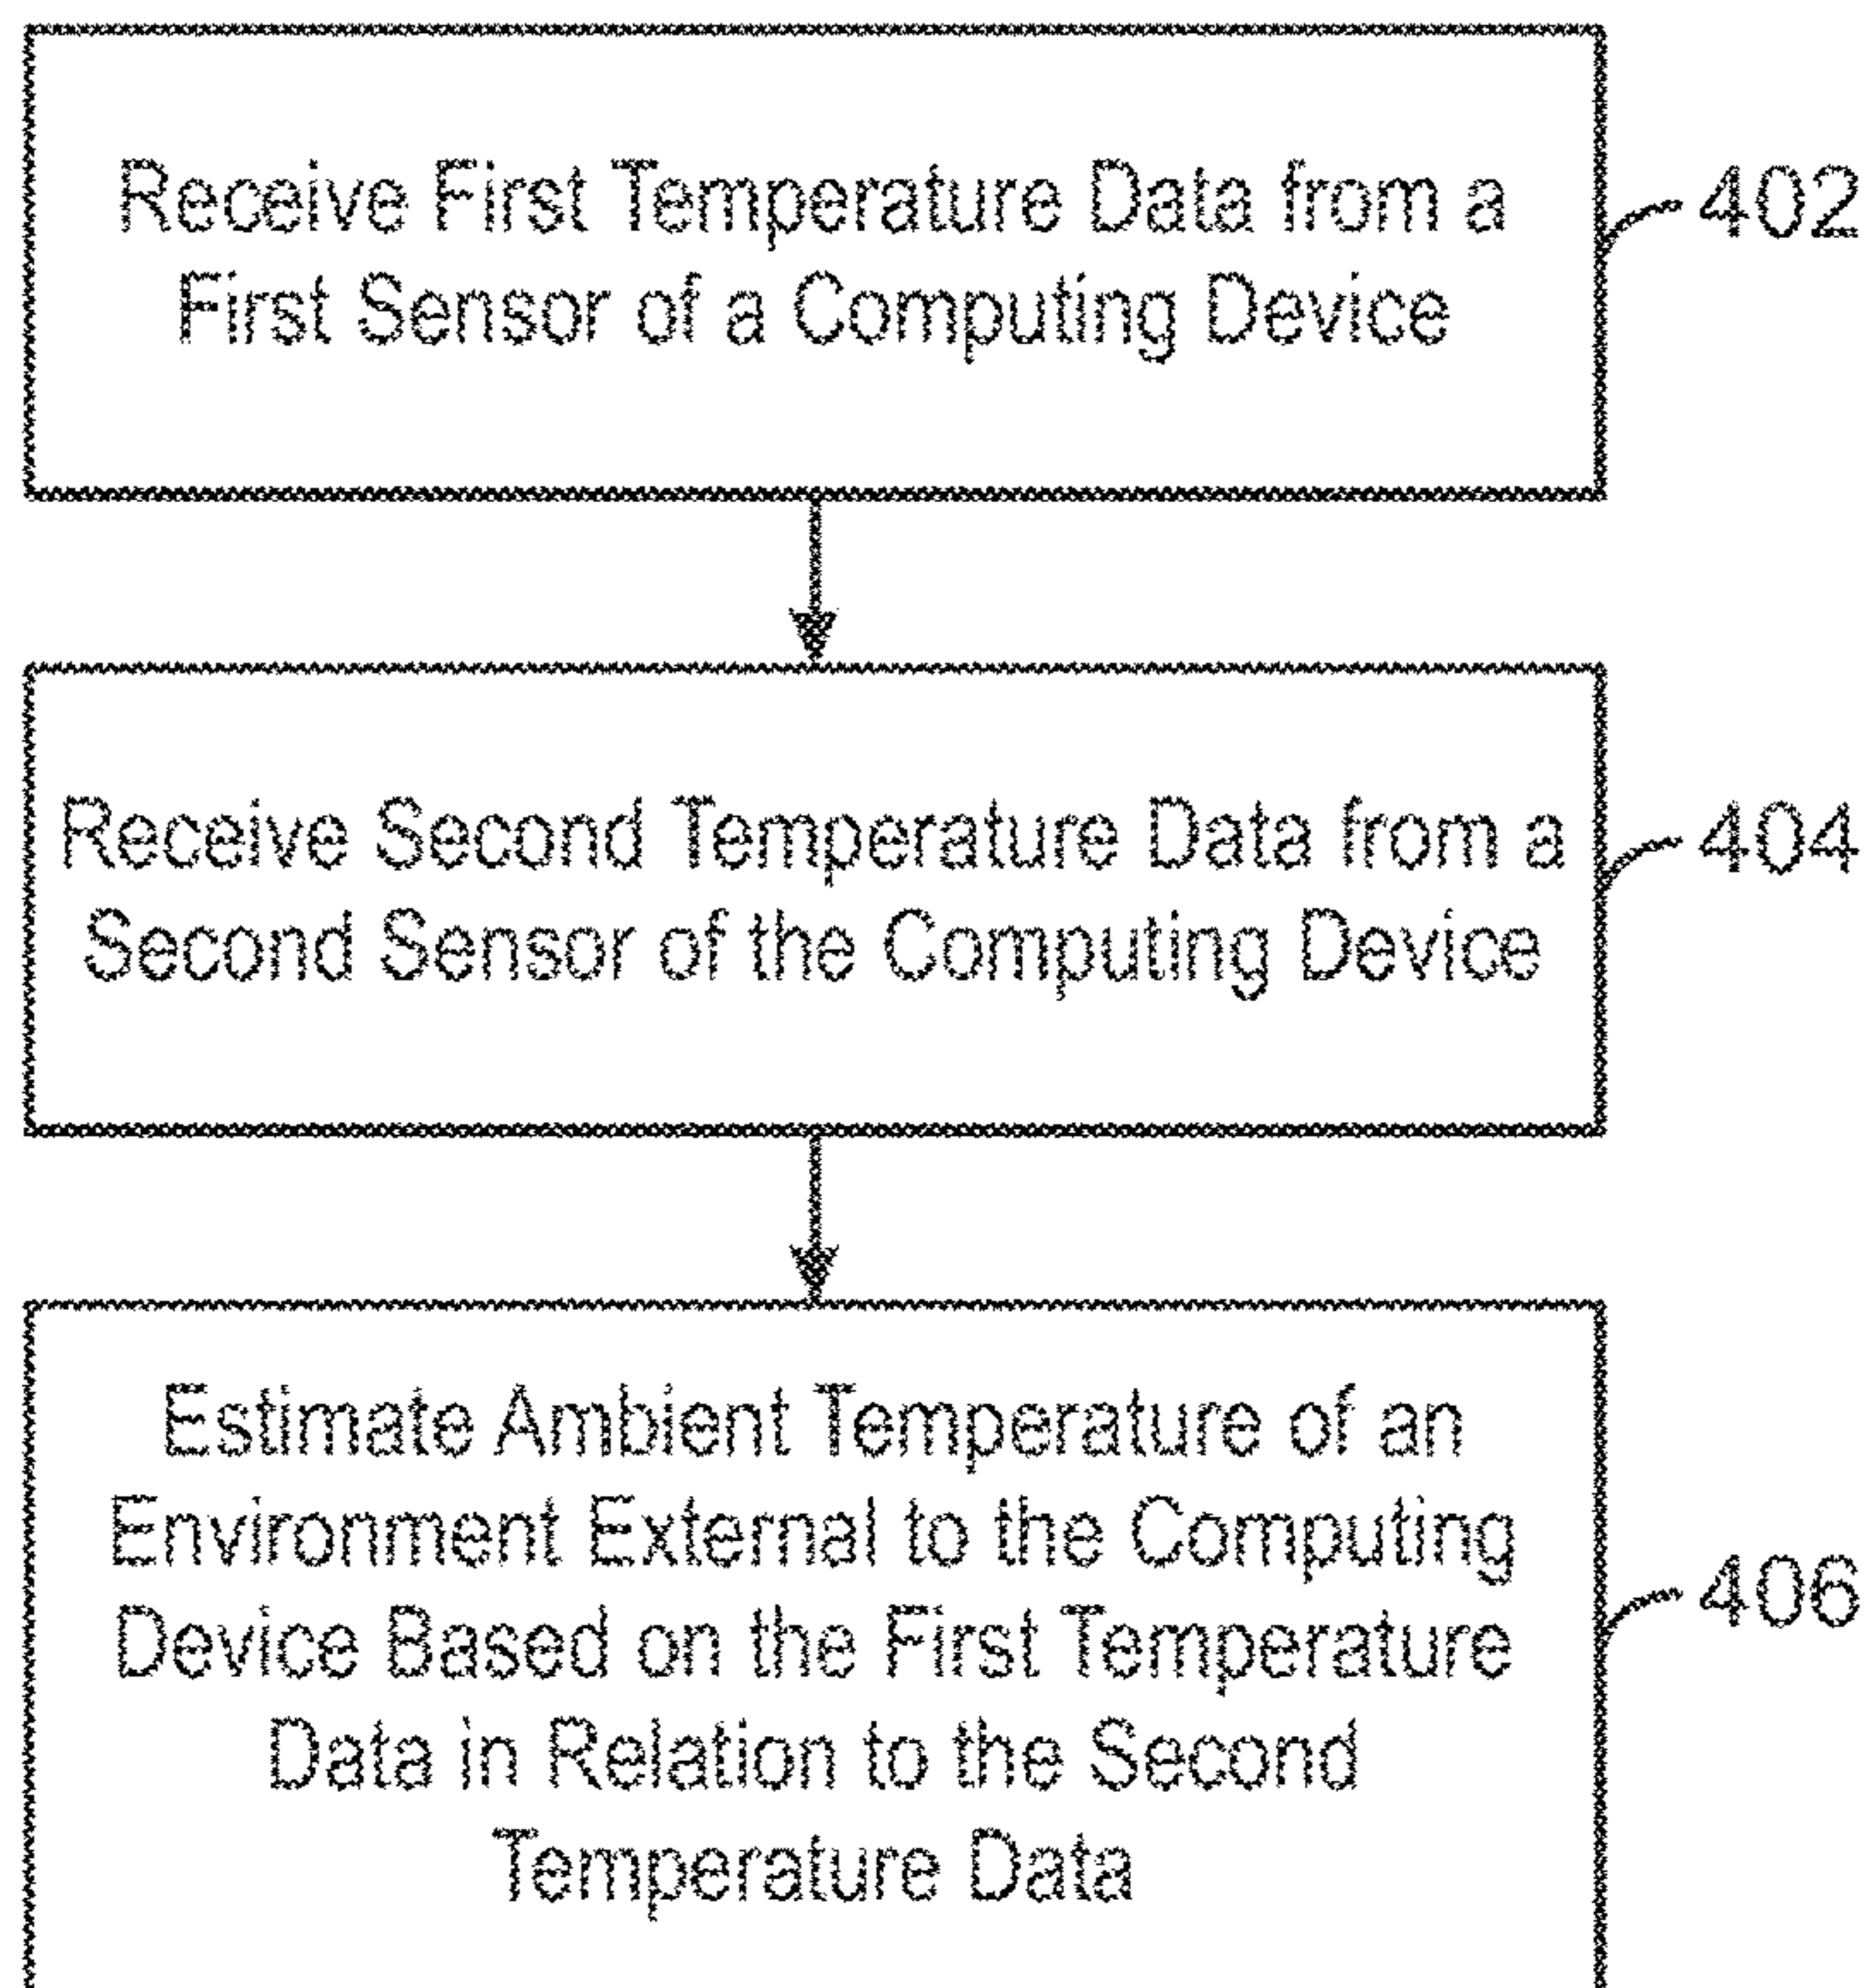 Receive First Temperature Data from a
First Sensor of a Computing Device
402
Receive Second Temperature Data from a
Second Sensor of the Computing Device
404
Estimate Ambient Temperature of an
Environment External to the Computing
Device Based on the First Temperature
Data in Relation to the Second
Temperature Data
406